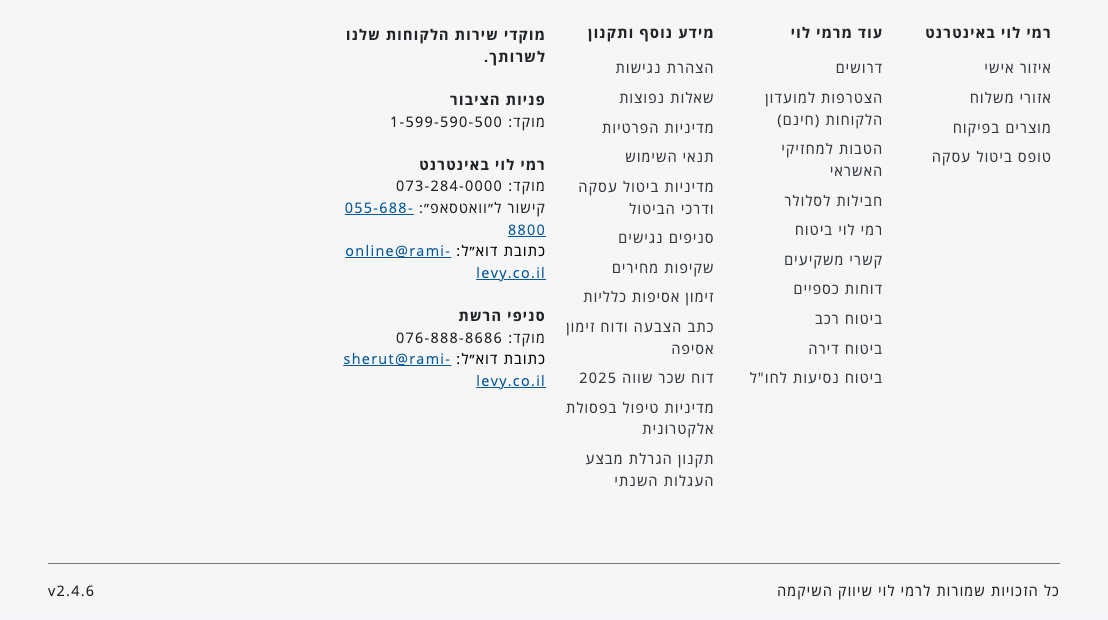 רמי לוי באינטרנט
איזור אישי
אזורי משלוח
מוצרים בפיקוח
טופס ביטול עסקה
עוד מרמי לוי
דרושים
הצטרפות למועדון
הלקוחות (חינם)
הטבות למחזיקי
האשראי
חבילות לסלולר
רמי לוי ביטוח
קשרי משקיעים
דוחות כספיים
ביטוח רכב
ביטוח דירה
ביטוח נסיעות לחו"ל
מידע נוסף ותקנון
הצהרת נגישות
שאלות נפוצות
מדיניות הפרטיות
תנאי השימוש
מדיניות ביטול עסקה
ודרכי הביטול
סניפים נגישים
שקיפות מחירים
זימון אסיפות כלליות
כתב הצבעה ודוח זימון
אסיפה
דוח שכר שווה 2025
מדיניות טיפול בפסולת
אלקטרונית
תקנון הגרלת מבצע
העגלות השנתי
מוקדי שירות הלקוחות שלנו
לשרותך.
פניות הציבור
מוקד: 1-599-590-500
רמי לוי באינטרנט
מוקד: 073-284-0000
קישור ל״וואטסאפ״: 055-688-
8800
כתובת דוא״ל: online@rami-
levy.co.il
סניפי הרשת
מוקד: 076-888-8686
כתובת דוא״ל: sherut@rami-
levy.co.il
כל הזכויות שמורות לרמי לוי שיווק השיקמה
v2.4.6